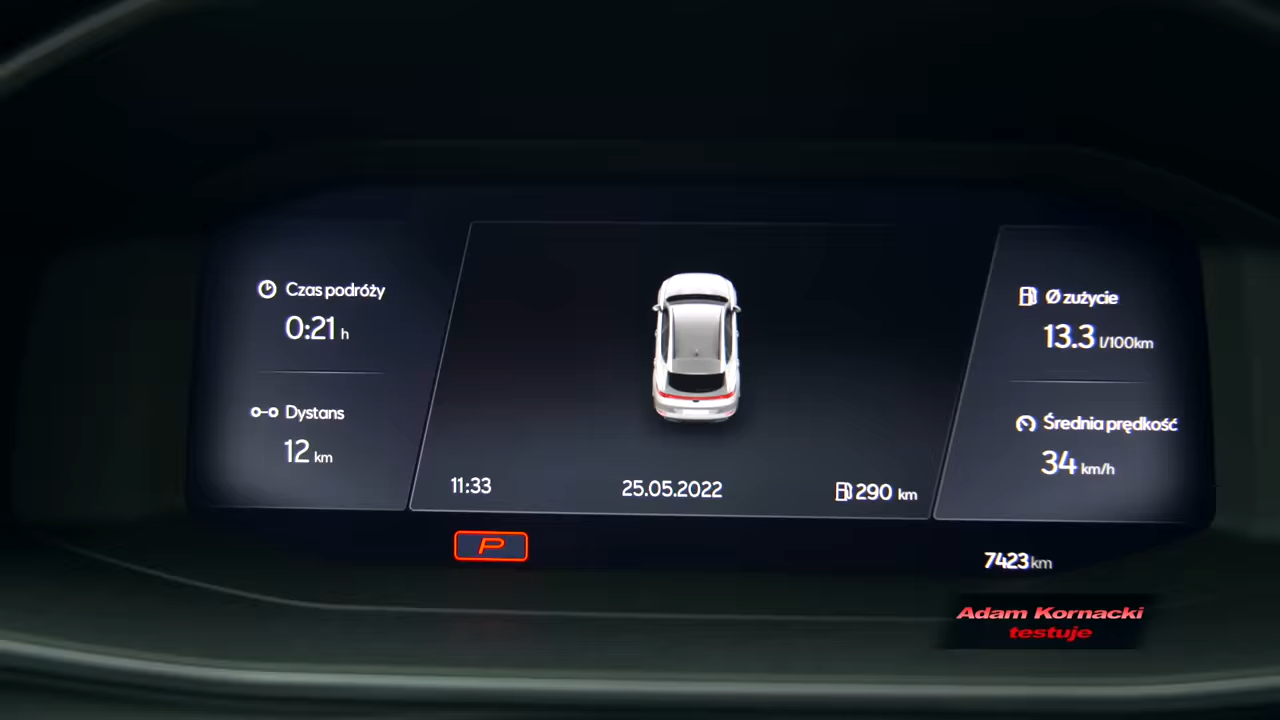 Czas podróży
0:21 h
Dystans
12 km
11:33
25.05.2022
290 km
Ø zużycie
13.3 l/100km
Średnia prędkość
34 km/h
P
7423 km
Adam Kornacki
testuje